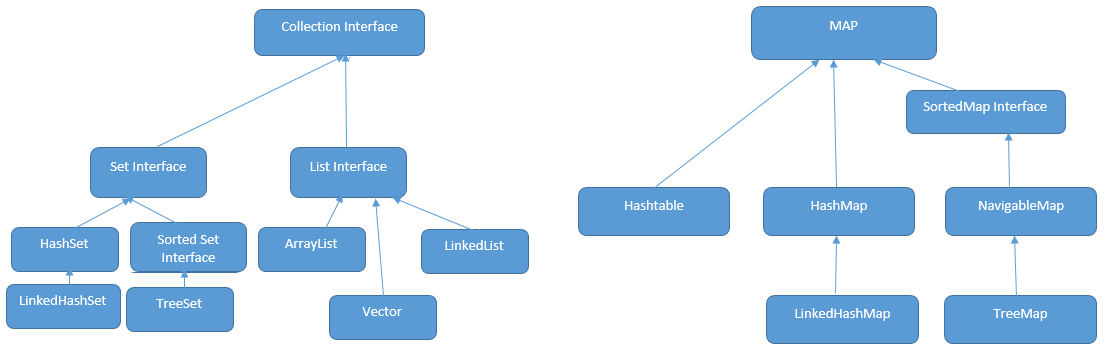 Collection Interface
MAP
SortedMap Interface
Set Interface
List Interface
Hashtable
HashMap
NavigableMap
HashSet
Sorted Set
Interface
ArrayList
LinkedList
LinkedHashSet
TreeSet
Vector
LinkedHashMap
TreeMap